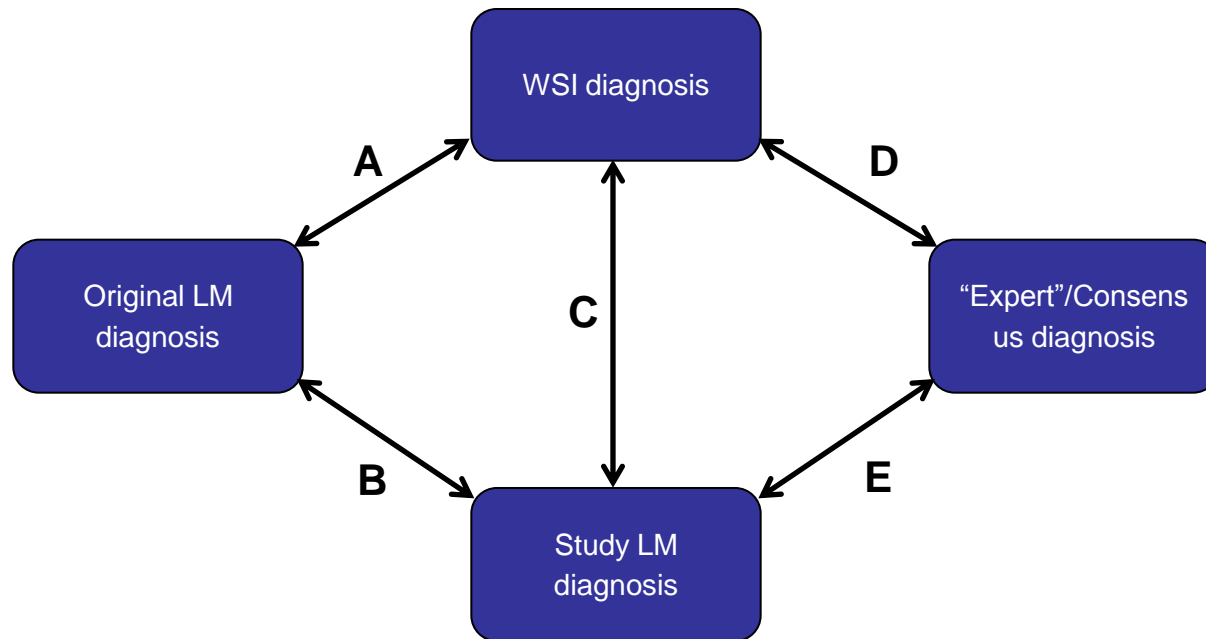 WSI diagnosis
A
D
Original LM
diagnosis
C
“Expert”/Consens
us diagnosis
B
E
Study LM
diagnosis